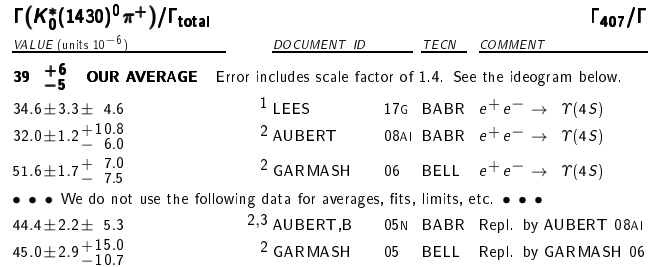 Γ(K*0(1430)⁰ π⁺)/Γtotal Γ407/Γ
VALUE (units 10⁻⁶) DOCUMENT ID TECN COMMENT
39 +6 −5 OUR AVERAGE Error includes scale factor of 1.4. See the ideogram below.
34.6±3.3± 4.6 ¹ LEES 17G BABR e⁺e⁻ → ϒ(4S)
32.0±1.2 +10.8 − 6.0 ² AUBERT 08AI BABR e⁺e⁻ → ϒ(4S)
51.6±1.7 + 7.0 − 7.5 ² GARMASH 06 BELL e⁺e⁻ → ϒ(4S)
• • • We do not use the following data for averages, fits, limits, etc. • • •
44.4±2.2± 5.3 ²,³ AUBERT,B 05N BABR Repl. by AUBERT 08AI
45.0±2.9 +15.0 −10.7 ² GARMASH 05 BELL Repl. by GARMASH 06